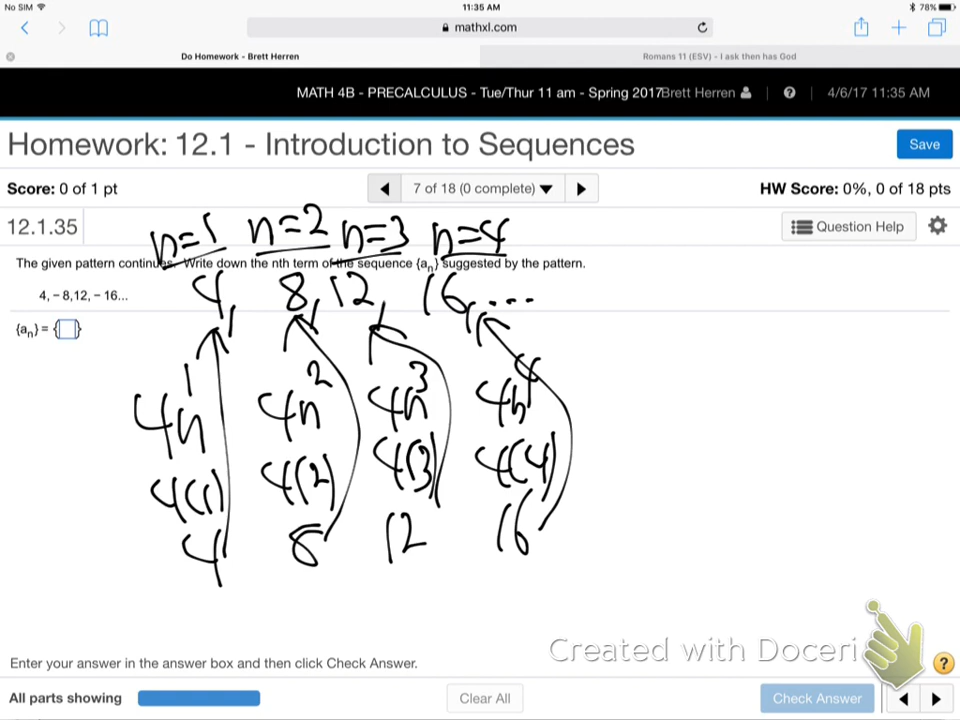 No SIM 11:35 AM 78%
mathxl.com
Do Homework - Brett Herren Romans 11 (ESV) - I ask then has God
MATH 4B - PRECALCULUS - Tue/Thur 11 am - Spring 2017 Brett Herren ? 4/6/17 11:35 AM
Homework: 12.1 - Introduction to Sequences Save
Score: 0 of 1 pt 7 of 18 (0 complete) HW Score: 0%, 0 of 18 pts
12.1.35 Question Help
n=1 n=2 n=3 n=4
The given pattern continues. Write down the nth term of the sequence {aₙ} suggested by the pattern.
4, − 8,12, − 16...
4, 8, 12, 16, ....
{aₙ} = { }
4n¹ 4n² 4n³ 4n⁴
4(1) 4(2) 4(3) 4(4)
4 8 12 16
Created with Doceri
Enter your answer in the answer box and then click Check Answer. ?
All parts showing Clear All Check Answer